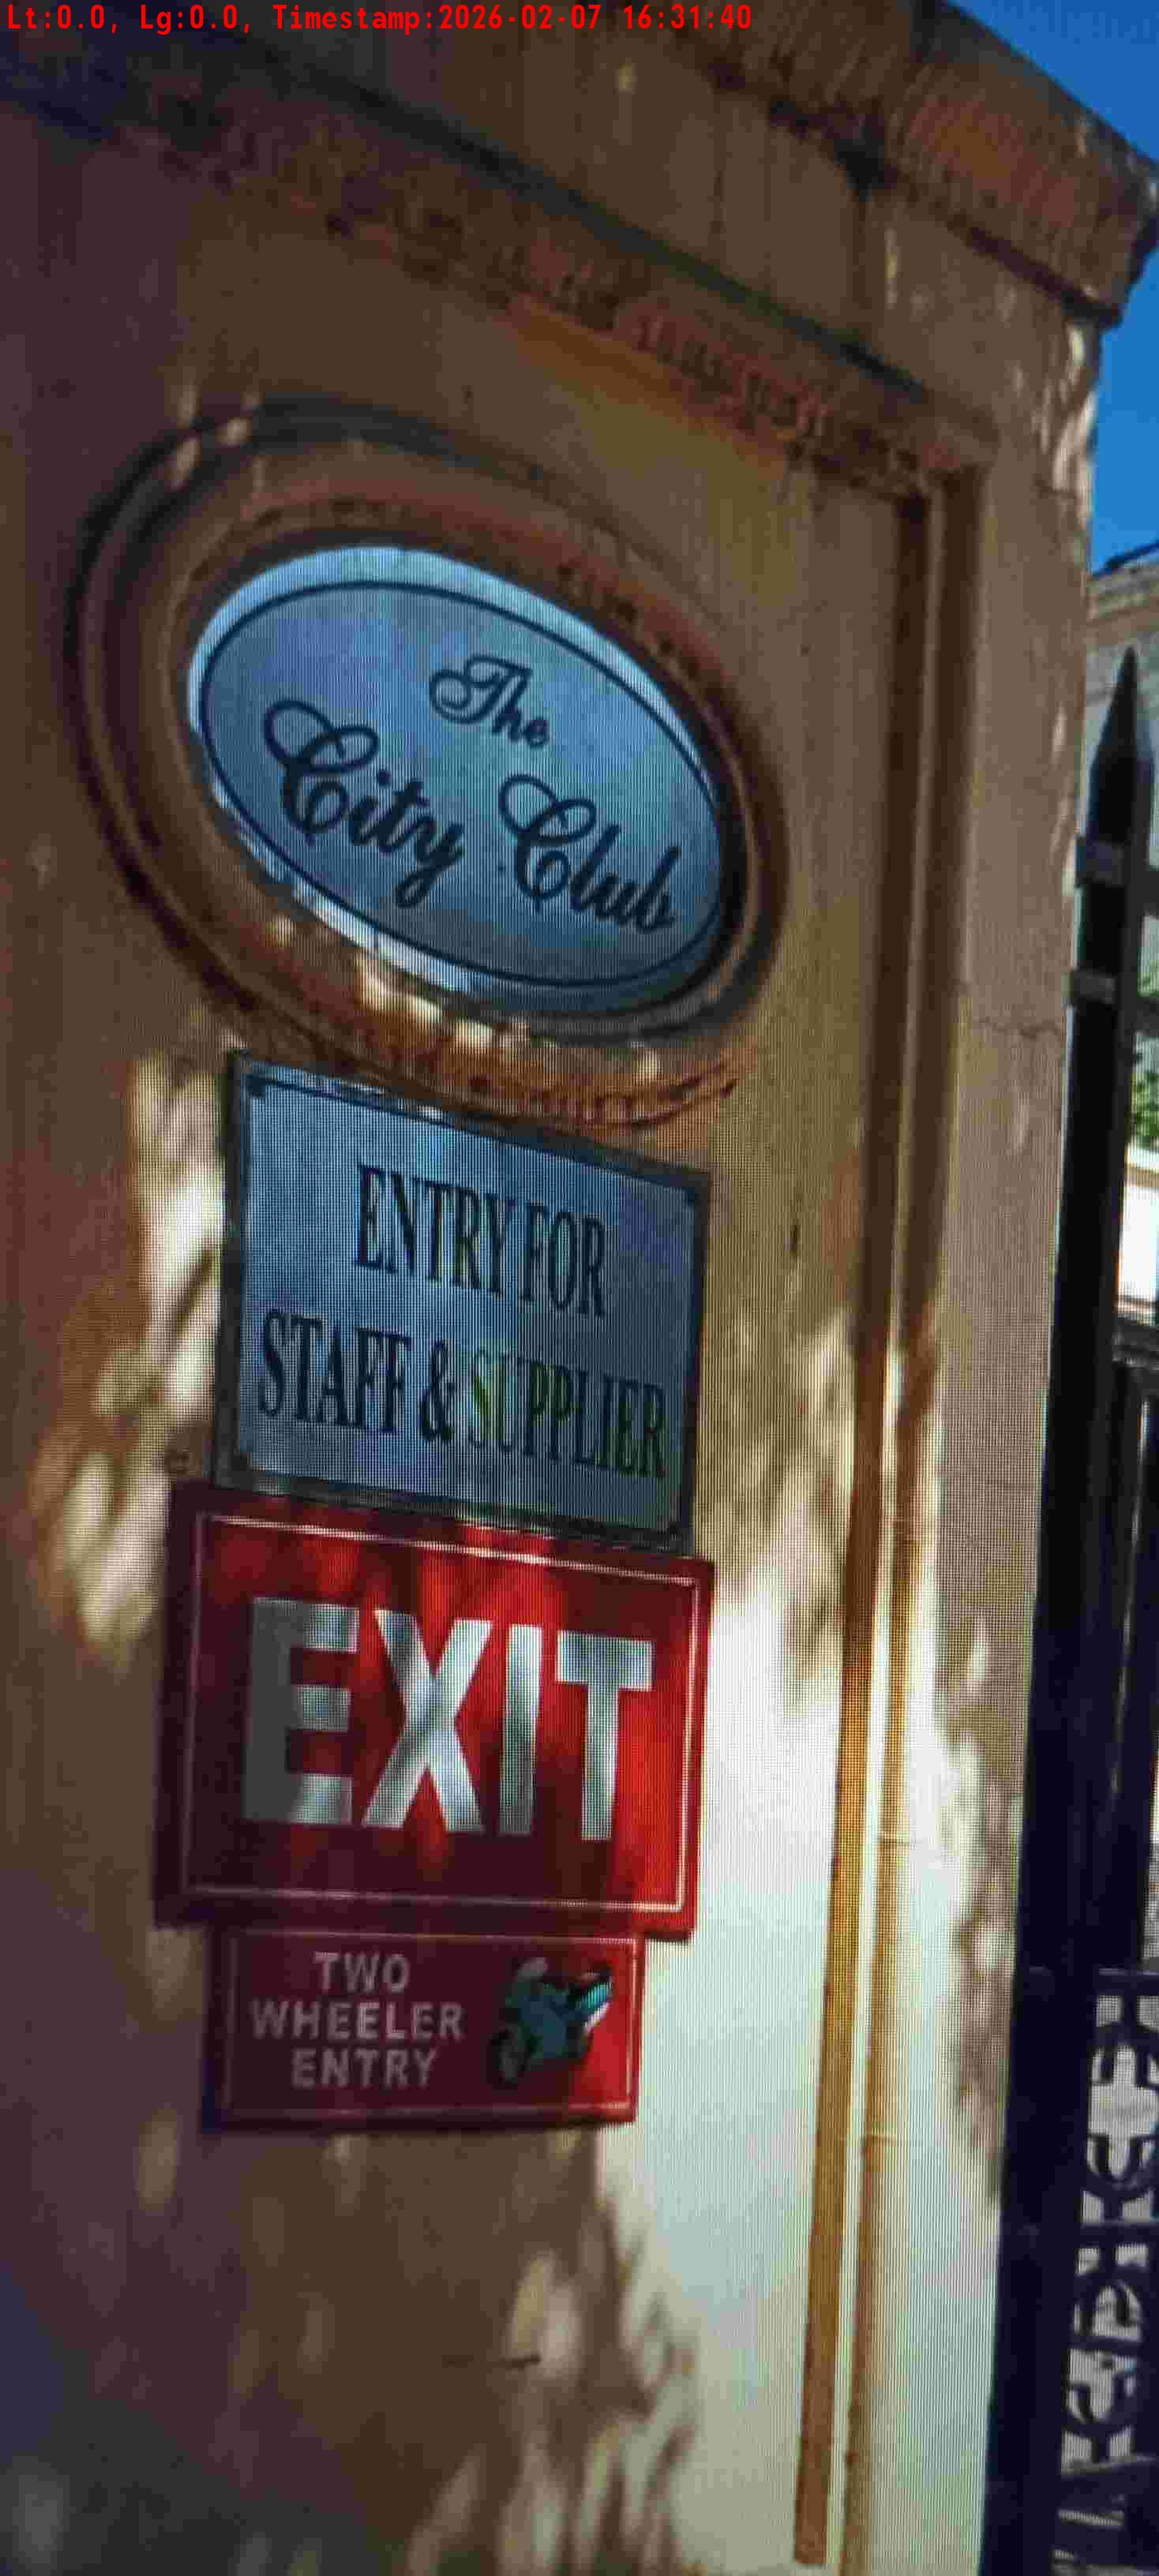 Lt:0.0, Lg:0.0, Timestamp:2026-02-07 16:31:40
The
City Club
ENTRY FOR
STAFF & SUPPLIER
EXIT
TWO
WHEELER
ENTRY